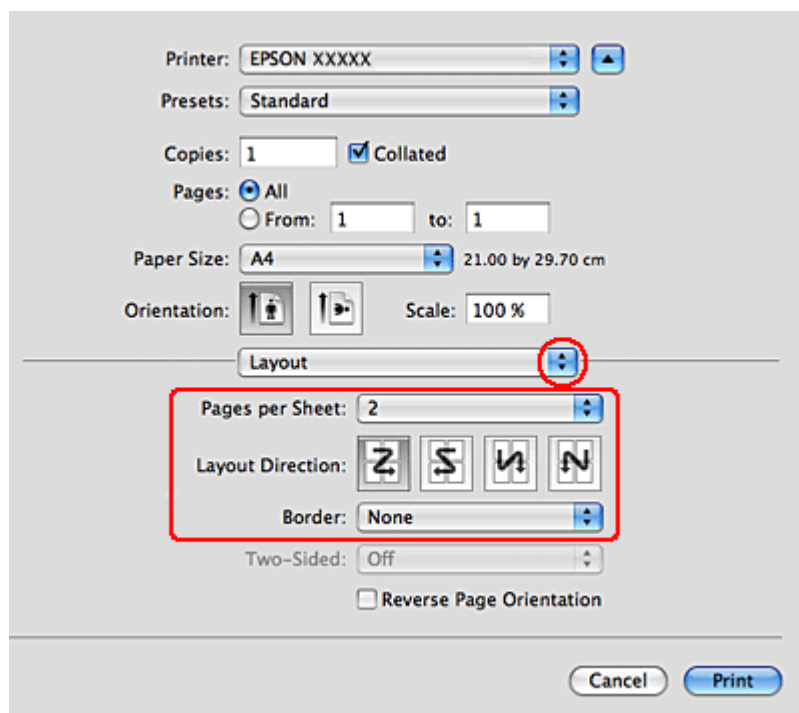 Printer: EPSON XXXXX
Presets: Standard
Copies: 1 Collated
Pages: All
From: 1 to: 1
Paper Size: A4 21.00 by 29.70 cm
Orientation: Scale: 100 %
Layout
Pages per Sheet: 2
Layout Direction:
Border: None
Two-Sided: Off
Reverse Page Orientation
Cancel Print